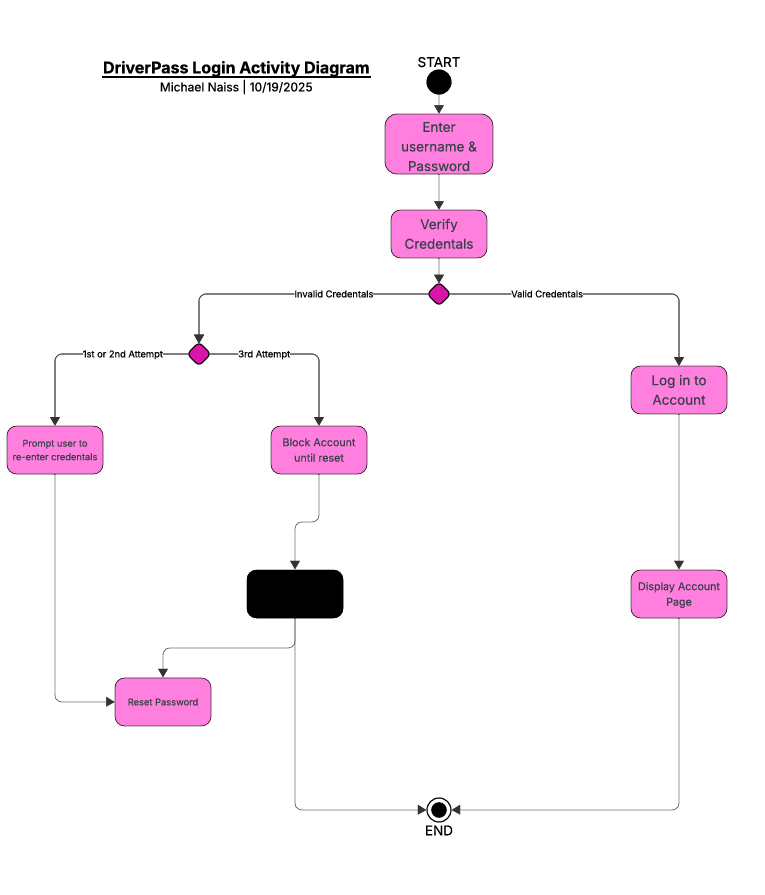 DriverPass Login Activity Diagram
Michael Naiss | 10/19/2025
START
Enter
username &
Password
Verify
Credentals
Invalid Credentals
Valid Credentals
1st or 2nd Attempt
3rd Attempt
Log in to
Account
Prompt user to
re-enter credentals
Block Account
until reset
Display Account
Page
Reset Password
END